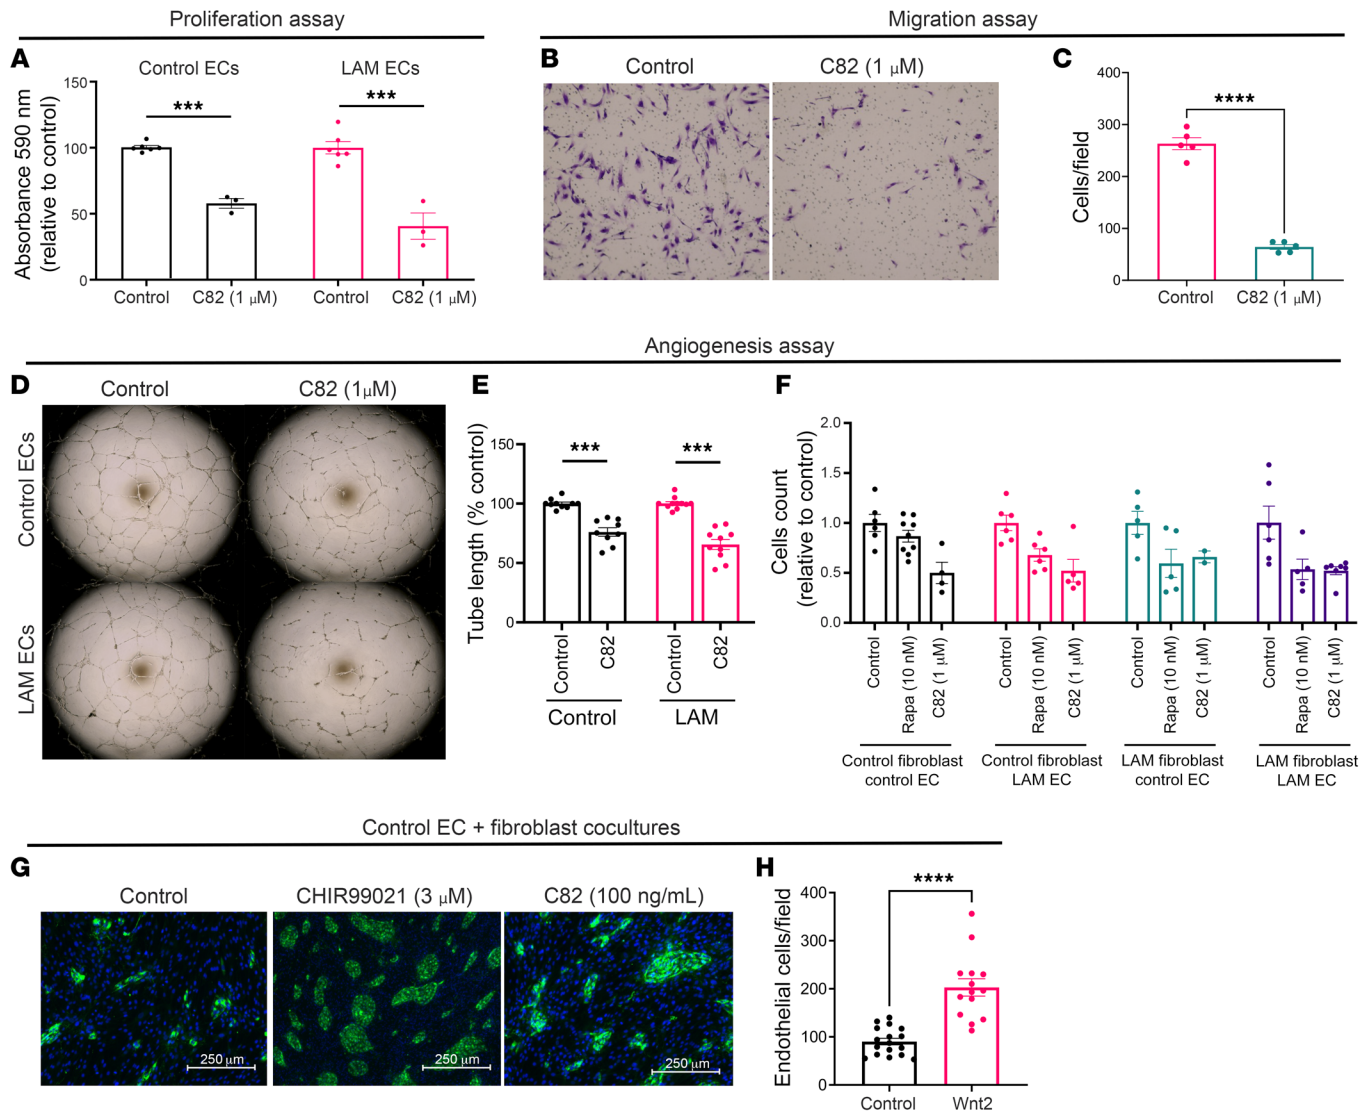 Proliferation assay
Migration assay
A
Control ECs
LAM ECs
Absorbance 590 nm
(relative to control)
150
100
50
0
***
***
Control
C82 (1 μM)
Control
C82 (1 μM)
B
Control
C82 (1 μM)
C
Cells/field
400
300
200
100
0
****
Control
C82 (1 μM)
Angiogenesis assay
D
Control
C82 (1μM)
Control ECs
LAM ECs
E
Tube length (% control)
150
100
50
0
***
***
Control
C82
Control
C82
Control
LAM
F
Cells count
(relative to control)
2.0
1.5
1.0
0.5
0.0
Control
Rapa (10 nM)
C82 (1 μM)
Control
Rapa (10 nM)
C82 (1 μM)
Control
Rapa (10 nM)
C82 (1 μM)
Control
Rapa (10 nM)
C82 (1 μM)
Control fibroblast
control EC
Control fibroblast
LAM EC
LAM fibroblast
control EC
LAM fibroblast
LAM EC
Control EC + fibroblast cocultures
G
Control
CHIR99021 (3 μM)
C82 (100 ng/mL)
250 μm
250 μm
250 μm
H
Endothelial cells/field
400
300
200
100
0
****
Control
Wnt2